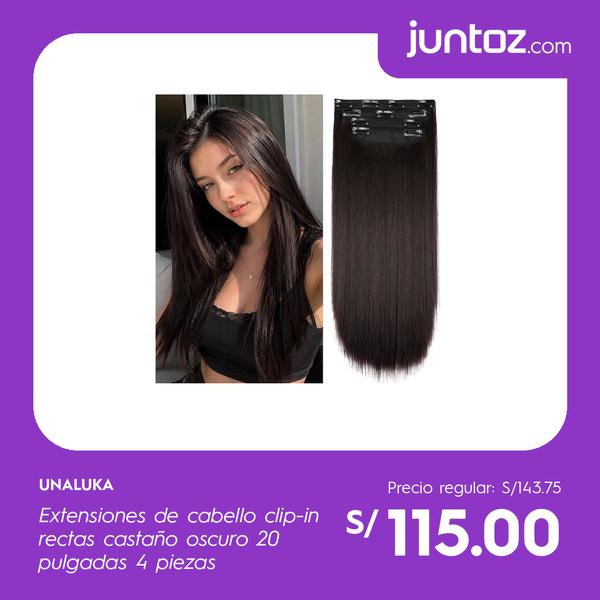 juntoz.com
UNALUKA
Extensiones de cabello clip-in
rectas castaño oscuro 20
pulgadas 4 piezas
Precio regular: S/143.75
S/ 115.00